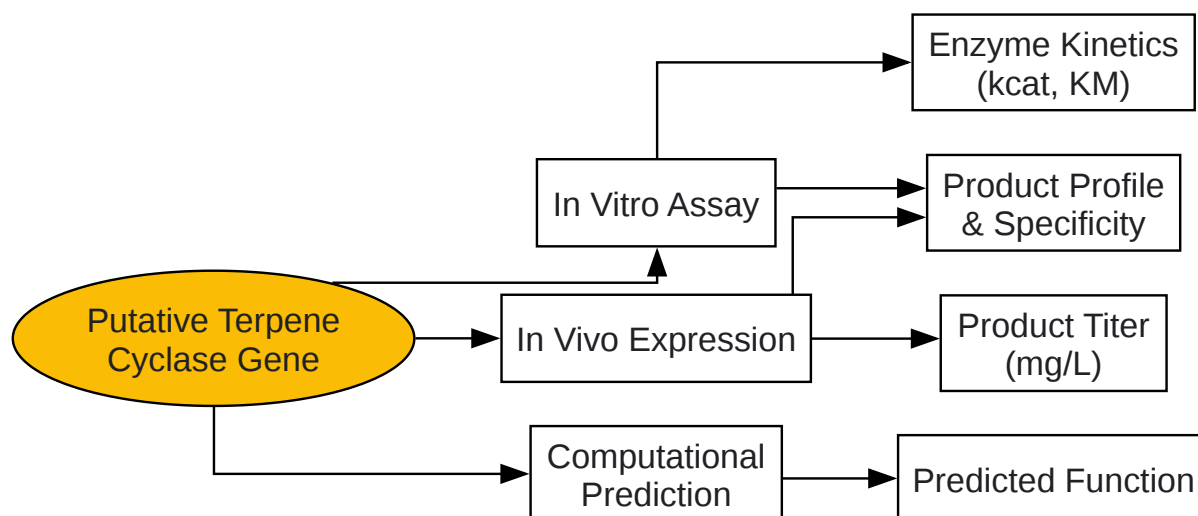 Enzyme Kinetics
(kcat, KM)
In Vitro Assay
Product Profile
& Specificity
Putative Terpene
Cyclase Gene
In Vivo Expression
Product Titer
(mg/L)
Computational
Prediction
Predicted Function